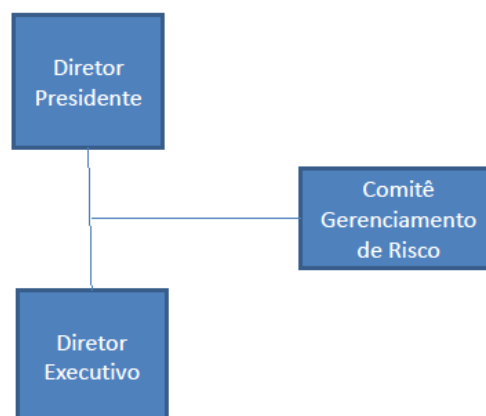 Diretor
Presidente
Comitê
Gerenciamento
de Risco
Diretor
Executivo